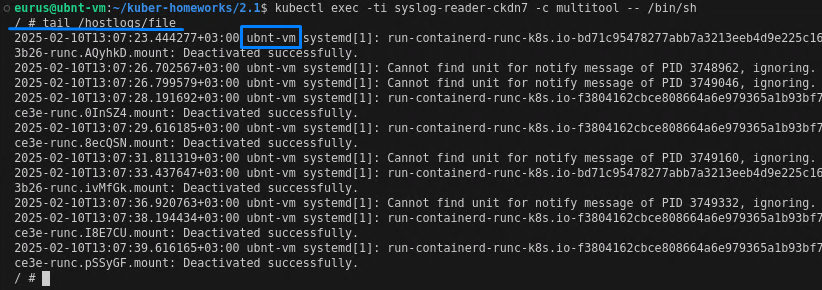 eurus@ubnt-vm:~/kuber-homeworks/2.1$ kubectl exec -ti syslog-reader-ckdn7 -c multitool -- /bin/sh
/ # tail /hostlogs/file
2025-02-10T13:07:23.444277+03:00 ubnt-vm systemd[1]: run-containerd-runc-k8s.io-bd71c95478277abb7a3213eeb4d9e225c16
3b26-runc.AQyhkD.mount: Deactivated successfully.
2025-02-10T13:07:26.702567+03:00 ubnt-vm systemd[1]: Cannot find unit for notify message of PID 3748962, ignoring.
2025-02-10T13:07:26.799579+03:00 ubnt-vm systemd[1]: Cannot find unit for notify message of PID 3749046, ignoring.
2025-02-10T13:07:28.191692+03:00 ubnt-vm systemd[1]: run-containerd-runc-k8s.io-f3804162cbce808664a6e979365a1b93bf7
ce3e-runc.0InSZ4.mount: Deactivated successfully.
2025-02-10T13:07:29.616185+03:00 ubnt-vm systemd[1]: run-containerd-runc-k8s.io-f3804162cbce808664a6e979365a1b93bf7
ce3e-runc.8ecQSN.mount: Deactivated successfully.
2025-02-10T13:07:31.811319+03:00 ubnt-vm systemd[1]: Cannot find unit for notify message of PID 3749160, ignoring.
2025-02-10T13:07:33.437647+03:00 ubnt-vm systemd[1]: run-containerd-runc-k8s.io-bd71c95478277abb7a3213eeb4d9e225c16
3b26-runc.ivMfGk.mount: Deactivated successfully.
2025-02-10T13:07:36.920763+03:00 ubnt-vm systemd[1]: Cannot find unit for notify message of PID 3749332, ignoring.
2025-02-10T13:07:38.194434+03:00 ubnt-vm systemd[1]: run-containerd-runc-k8s.io-f3804162cbce808664a6e979365a1b93bf7
ce3e-runc.I8E7CU.mount: Deactivated successfully.
2025-02-10T13:07:39.616165+03:00 ubnt-vm systemd[1]: run-containerd-runc-k8s.io-f3804162cbce808664a6e979365a1b93bf7
ce3e-runc.pSSyGF.mount: Deactivated successfully.
/ #